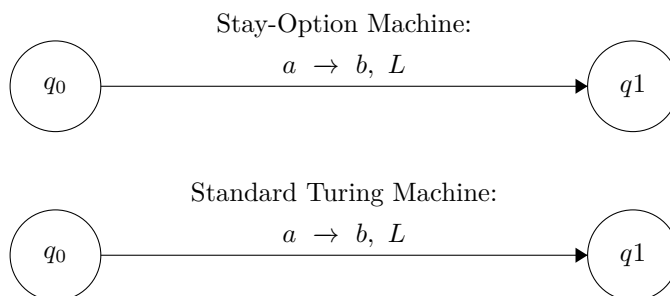 Stay-Option Machine:
a → b, L
q₀ q1
Standard Turing Machine:
a → b, L
q₀ q1